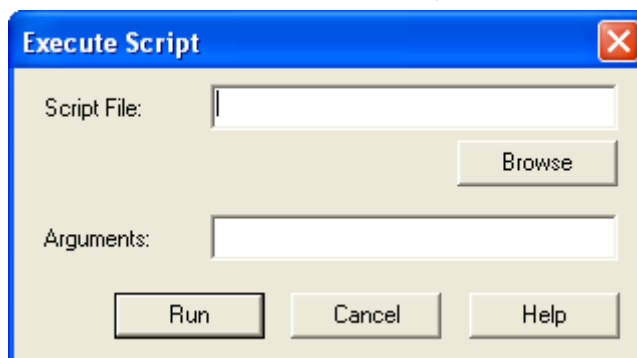 Execute Script
Script File:
Browse
Arguments:
Run Cancel Help